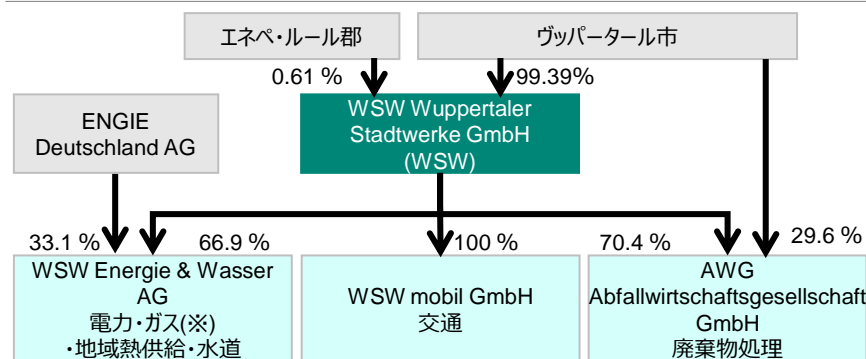 エネペ・ルール郡
ヴッパータール市
0.61 %
99.39%
ENGIE
Deutschland AG
WSW Wuppertaler
Stadtwerke GmbH
(WSW)
33.1 %
66.9 %
100 %
70.4 %
29.6 %
WSW Energie & Wasser
AG
電力・ガス(※)
・地域熱供給・水道
WSW mobil GmbH
交通
AWG
Abfallwirtschaftsgesellschaft
GmbH
廃棄物処理